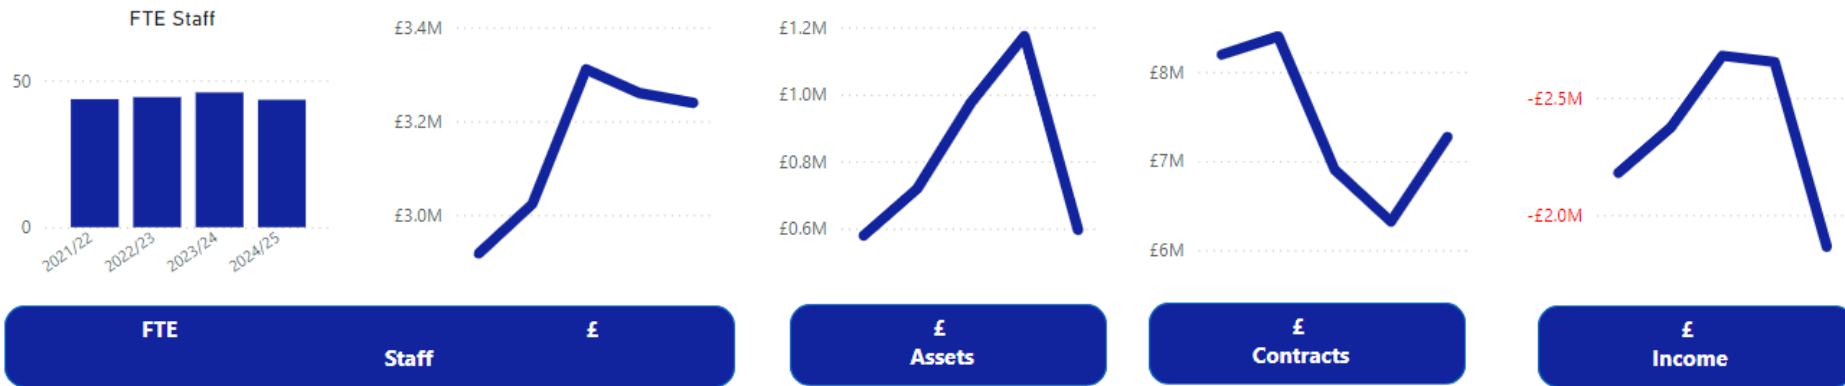 FTE Staff
50
0
2021/22
2022/23
2023/24
2024/25
£3.4M
£3.2M
£3.0M
£1.2M
£1.0M
£0.8M
£0.6M
£8M
£7M
£6M
-£2.5M
-£2.0M
FTE
£
Staff
£
Assets
£
Contracts
£
Income